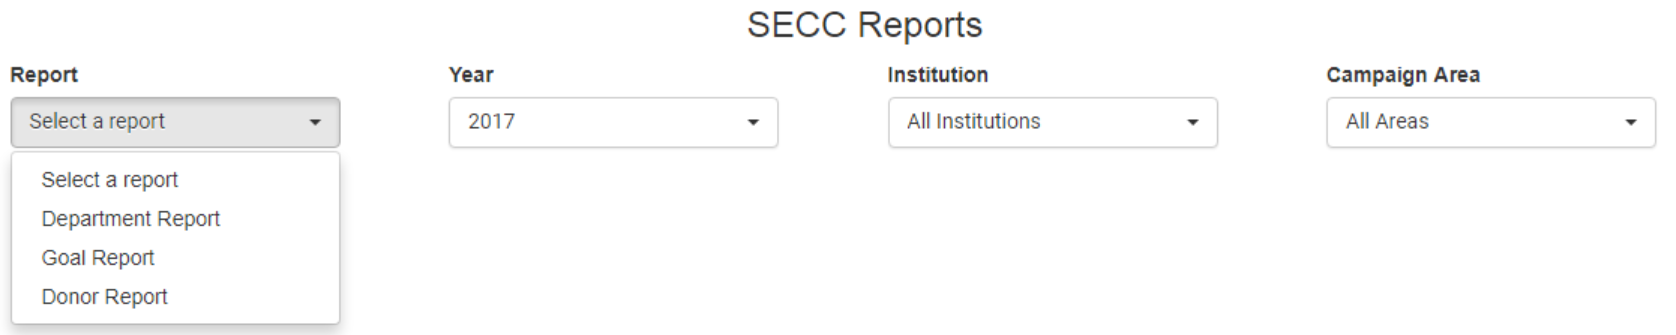 SECC Reports
Report Year Institution Campaign Area
Select a report 2017 All Institutions All Areas
Select a report
Department Report
Goal Report
Donor Report